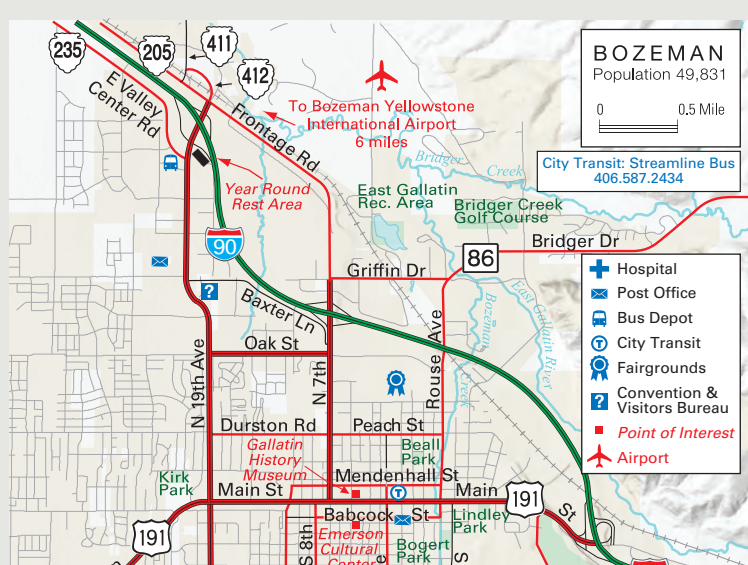 BOZEMAN
Population 49,831
0 0.5 Mile
City Transit: Streamline Bus
406.587.2434
Hospital
Post Office
Bus Depot
T City Transit
Fairgrounds
? Convention &
Visitors Bureau
Point of Interest
Airport
235
205
411
412
E Valley
Center Rd
Frontage Rd
To Bozeman Yellowstone
International Airport
6 miles
Year Round
Rest Area
Bridger
Creek
East Gallatin
Rec. Area
Bridger Creek
Golf Course
90
86
Bridger Dr
Griffin Dr
?
Baxter Ln
Bozeman
Creek
East Gallatin River
Oak St
N 19th Ave
N 7th
Rouse Ave
Durston Rd
Peach St
Gallatin
History
Museum
Beall
Park
Mendenhall St
Kirk
Park
Main St
T
Main
St
191
191
Babcock St
Lindley
Park
Emerson
Cultural
Center
Bogert
Park
S 8th
S